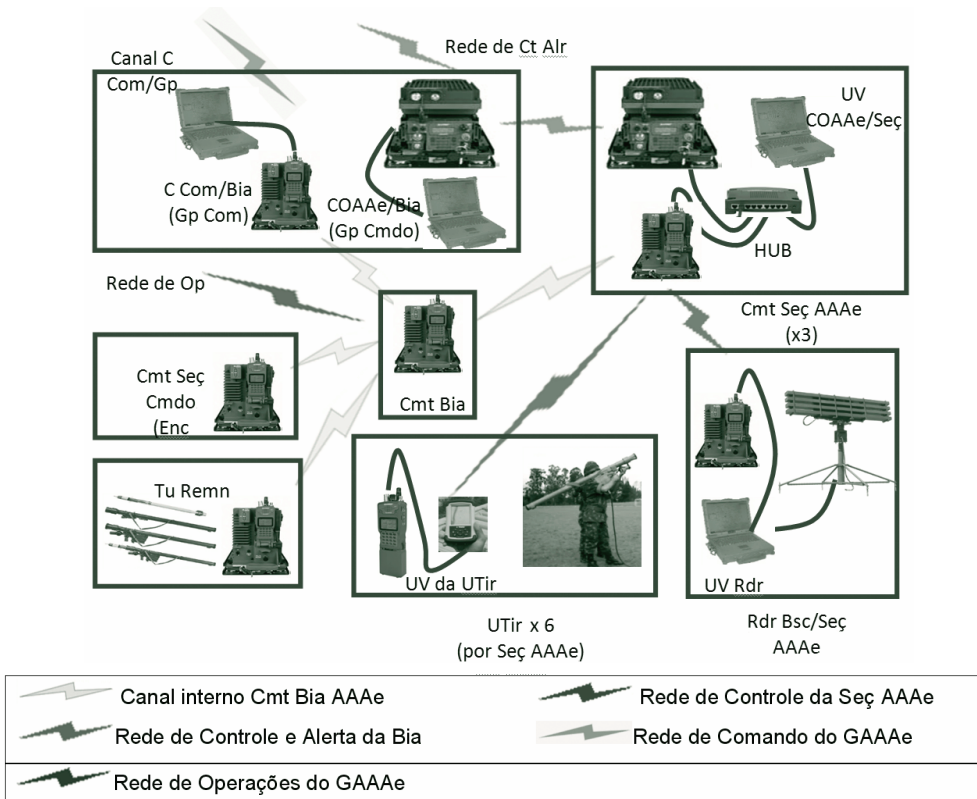 Rede de Ct Alr
Canal C
Com/Gp
UV
COAAe/Seç
C Com/Bia
(Gp Com)
COAAe/Bia
(Gp Cmdo)
HUB
Rede de Op
Cmt Seç AAAe
(x3)
Cmt Seç
Cmdo
(Enc
Cmt Bia
Tu Remn
UV da UTir
UV Rdr
UTir x 6
(por Seç AAAe)
Rdr Bsc/Seç
AAAe
Canal interno Cmt Bia AAAe
Rede de Controle da Seç AAAe
Rede de Controle e Alerta da Bia
Rede de Comando do GAAAe
Rede de Operações do GAAAe